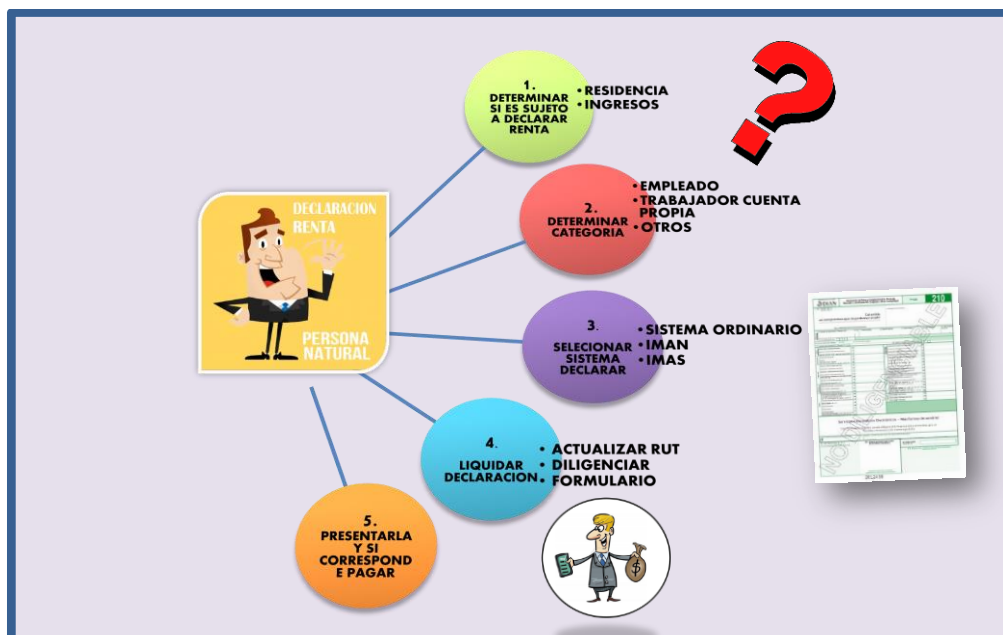 DECLARACION
RENTA
PERSONA
NATURAL
1.
DETERMINAR
SI ES SUJETO
A DECLARAR
RENTA
• RESIDENCIA
• INGRESOS
2.
DETERMINAR
CATEGORIA
• EMPLEADO
• TRABAJADOR CUENTA
PROPIA
• OTROS
3.
SELECIONAR
SISTEMA
DECLARAR
• SISTEMA ORDINARIO
• IMAN
• IMAS
4.
LIQUIDAR
DECLARACION
• ACTUALIZAR RUT
• DILIGENCIAR
• FORMULARIO
5.
PRESENTARLA
Y SI
CORRESPOND
E PAGAR
210
$